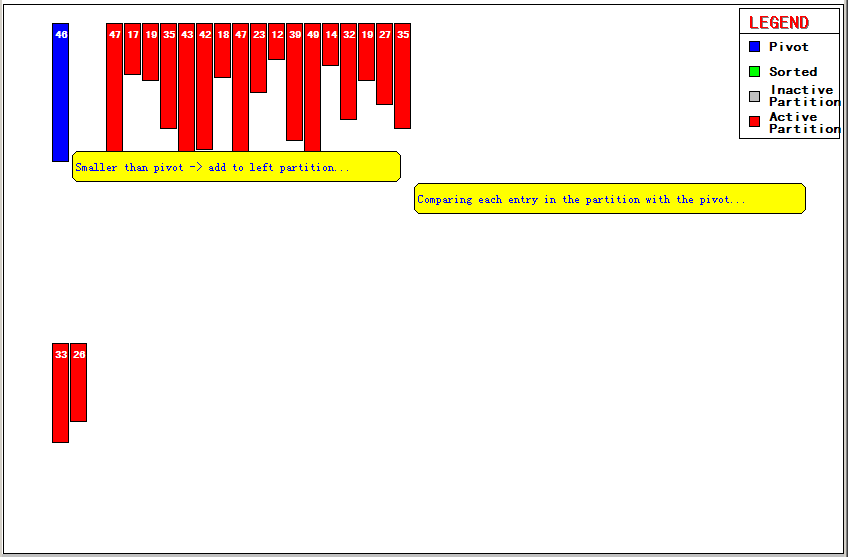 46 47 17 19 35 43 42 18 47 23 12 39 49 14 32 19 27 35
LEGEND
Pivot
Sorted
Inactive
Partition
Active
Partition
Smaller than pivot -> add to left partition...
Comparing each entry in the partition with the pivot...
33 26